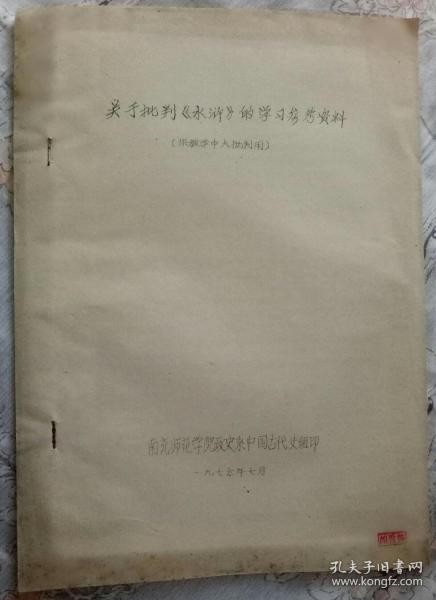 关于批判《水浒》的学习参考资料
(供教学中大批判用)
南充师范学院政史系中国古代史组印
一九七五年七月
孔夫子旧书网
www.kongfz.com